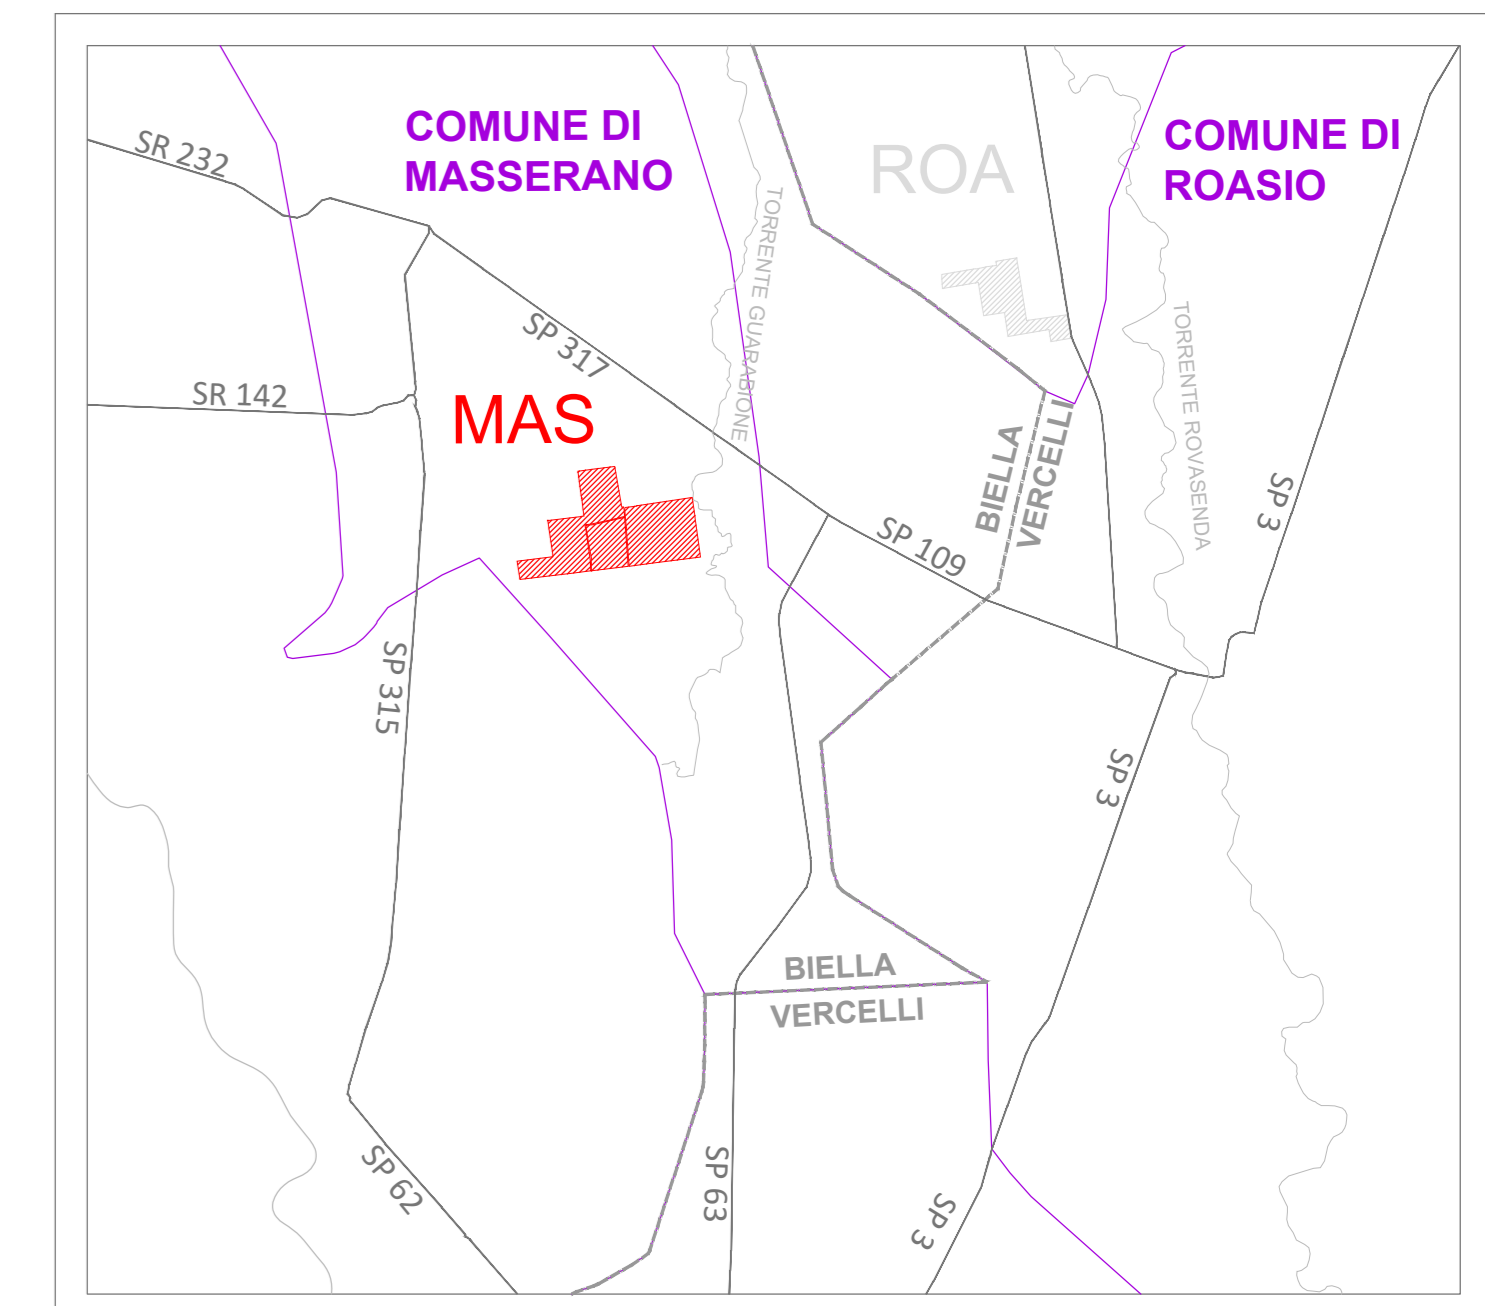 COMUNE DI
MASSERANO
COMUNE DI
ROASIO
SR 232
ROA
TORRENTE GUARABIONE
SP 317
SR 142
MAS
TORRENTE ROVASENDA
BIELLA
VERCELLI
SP 3
SP 109
SP 315
SP 3
BIELLA
VERCELLI
SP 62
SP 63
SP 3